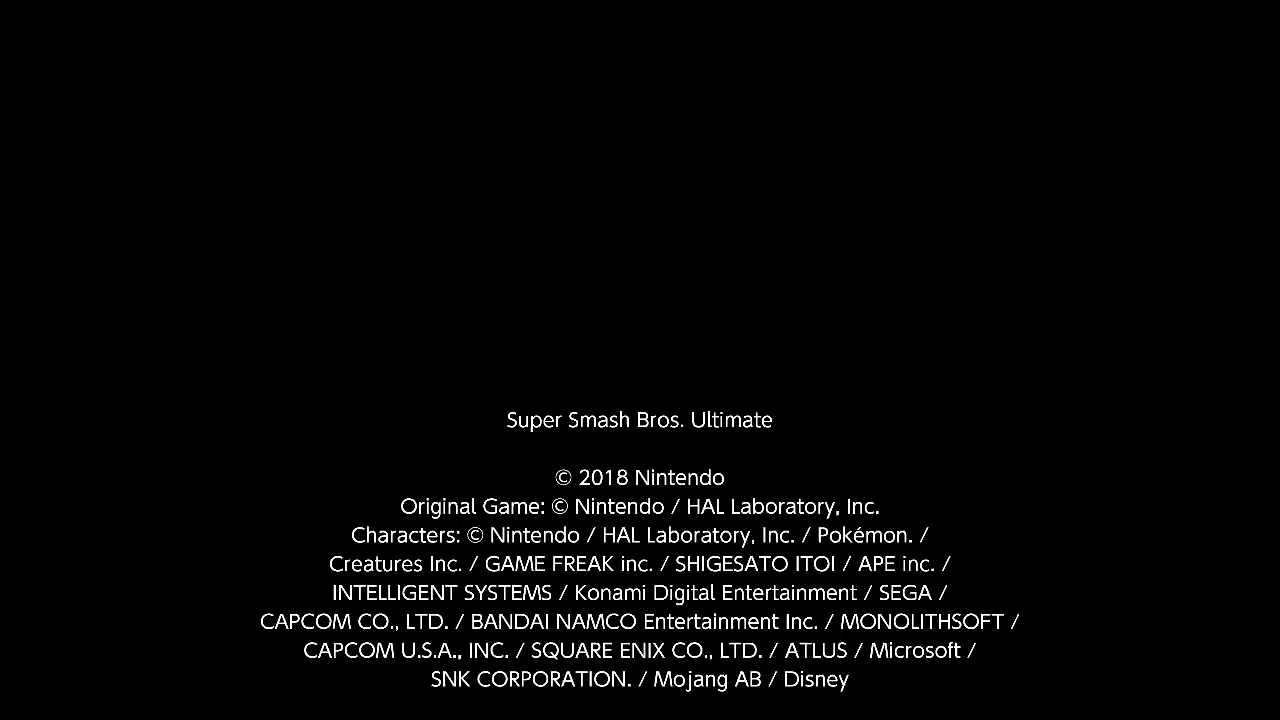 Super Smash Bros. Ultimate
© 2018 Nintendo
Original Game: © Nintendo / HAL Laboratory, Inc.
Characters: © Nintendo / HAL Laboratory, Inc. / Pokémon. /
Creatures Inc. / GAME FREAK inc. / SHIGESATO ITOI / APE inc. /
INTELLIGENT SYSTEMS / Konami Digital Entertainment / SEGA /
CAPCOM CO., LTD. / BANDAI NAMCO Entertainment Inc. / MONOLITHSOFT /
CAPCOM U.S.A., INC. / SQUARE ENIX CO., LTD. / ATLUS / Microsoft /
SNK CORPORATION. / Mojang AB / Disney